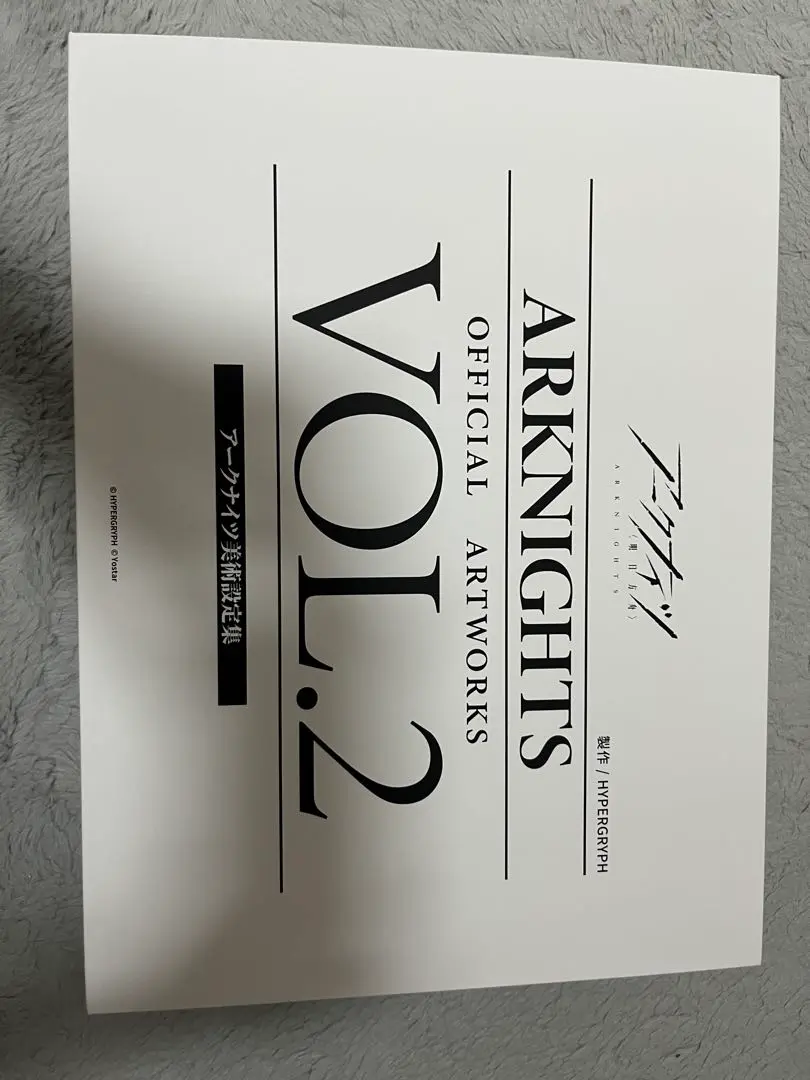 アークナイツ
〈明日方舟〉
ARKNIGHTS
製作 / HYPERGRYPH
ARKNIGHTS
OFFICIAL ARTWORKS
VOL.2
アークナイツ美術設定集
© HYPERGRYPH © Yostar